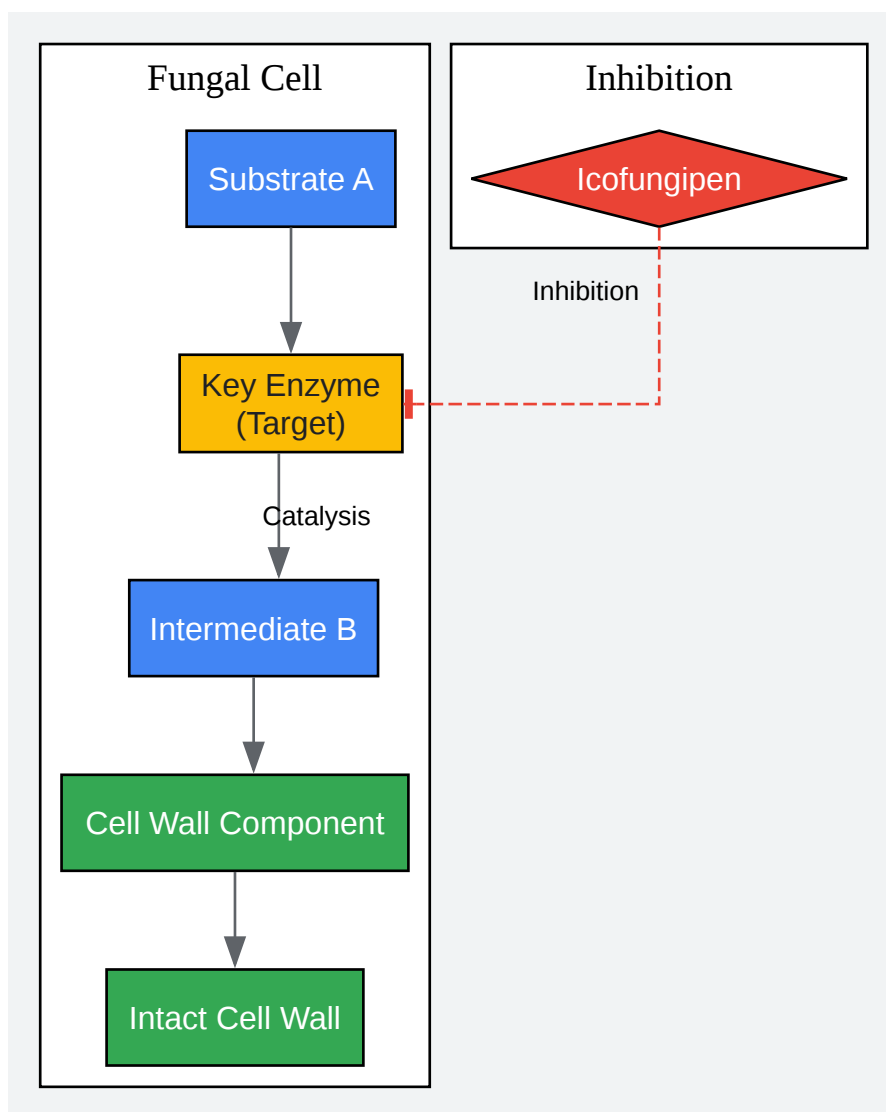 Fungal Cell
Substrate A
Key Enzyme
(Target)
Catalysis
Intermediate B
Cell Wall Component
Intact Cell Wall
Inhibition
Icofungipen
Inhibition